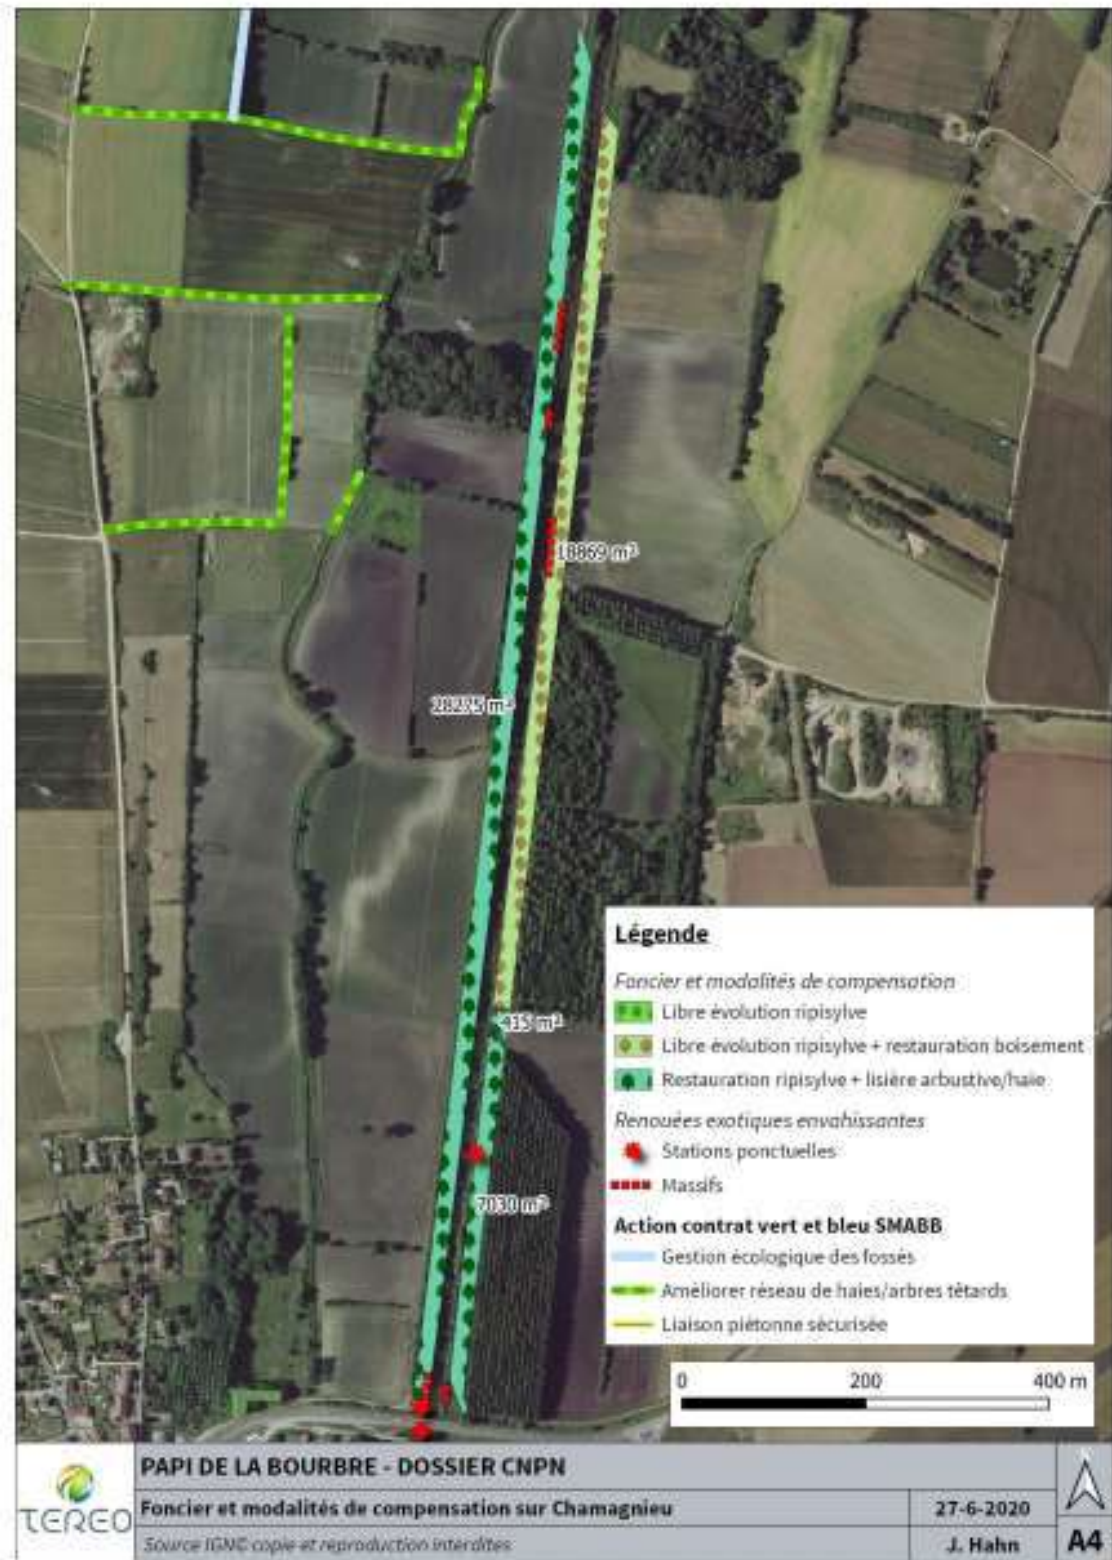 18869 m²
28275 m²
415 m²
7030 m²
Légende
Foncier et modalités de compensation
Libre évolution ripisylve
Libre évolution ripisylve + restauration boisement
Restauration ripisylve + lisière arbustive/haie
Renouées exotiques envahissantes
Stations ponctuelles
Massifs
Action contrat vert et bleu SMABB
Gestion écologique des fossés
Améliorer réseau de haies/arbres têtards
Liaison piétonne sécurisée
0 200 400 m
PAPI DE LA BOURBRE - DOSSIER CNPN
Foncier et modalités de compensation sur Chamagnieu 27-6-2020
TEREO
Source IGN© copie et reproduction interdites J. Hahn A4